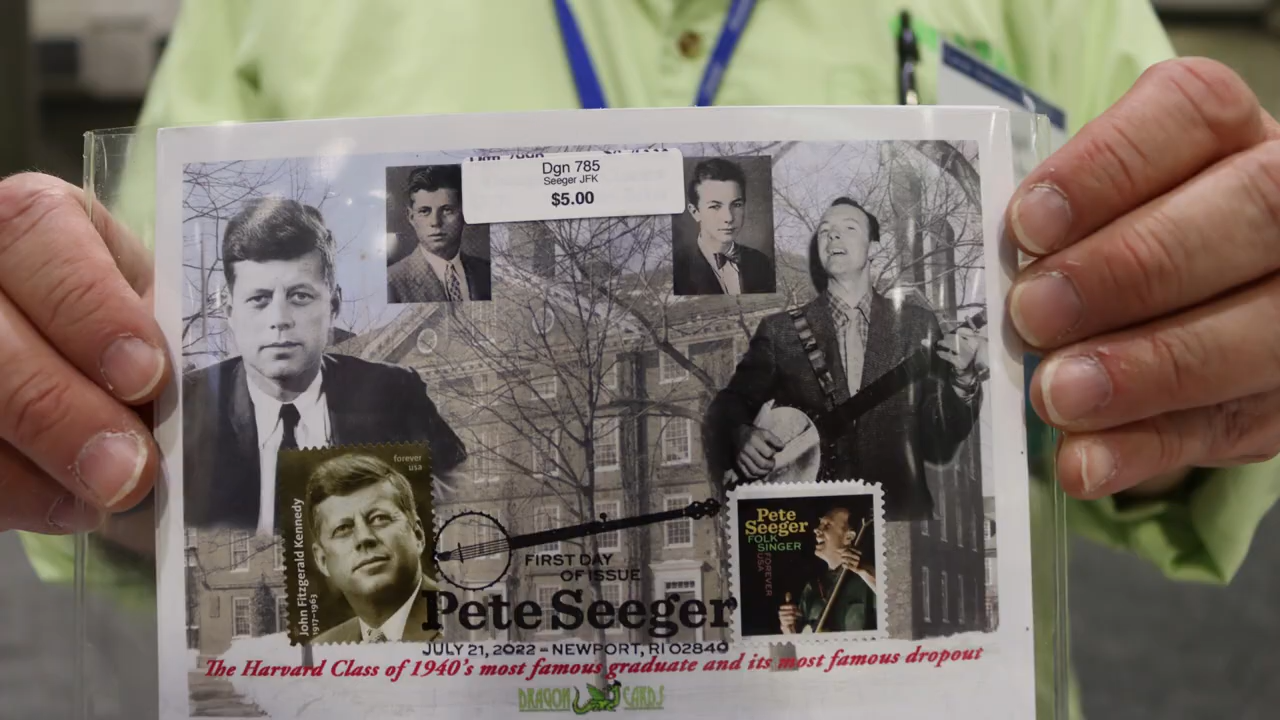 Dgn 785
Seeger JFK
$5.00
forever
usa
John Fitzgerald Kennedy
1917–1963
Pete
Seeger
FOLK
SINGER
FOREVER
USA
FIRST DAY
OF ISSUE
Pete Seeger
JULY 21, 2022 – NEWPORT, RI 02840
The Harvard Class of 1940's most famous graduate and its most famous dropout
DRAGON CARDS